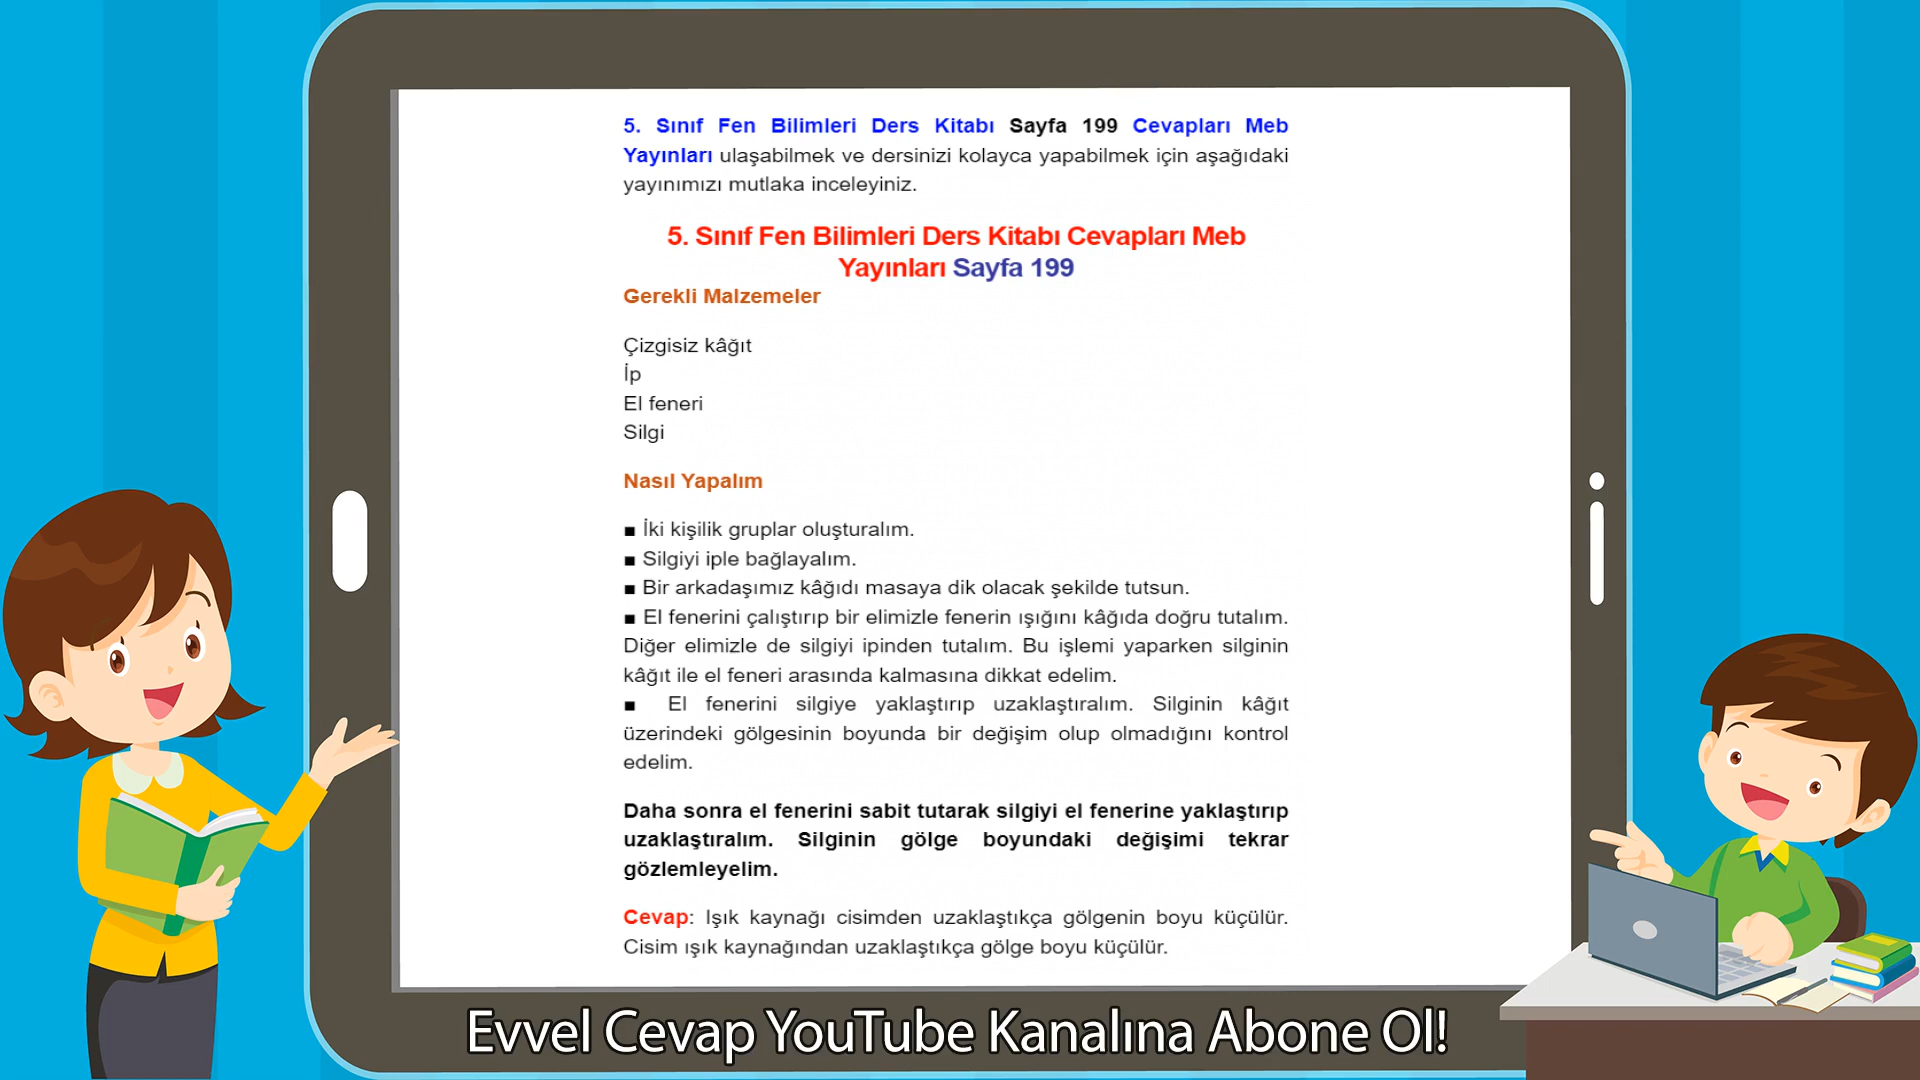 5. Sınıf Fen Bilimleri Ders Kitabı Sayfa 199 Cevapları Meb
Yayınları ulaşabilmek ve dersinizi kolayca yapabilmek için aşağıdaki
yayınımızı mutlaka inceleyiniz.
5. Sınıf Fen Bilimleri Ders Kitabı Cevapları Meb
Yayınları Sayfa 199
Gerekli Malzemeler
Çizgisiz kâğıt
İp
El feneri
Silgi
Nasıl Yapalım
■ İki kişilik gruplar oluşturalım.
■ Silgiyi iple bağlayalım.
■ Bir arkadaşımız kâğıdı masaya dik olacak şekilde tutsun.
■ El fenerini çalıştırıp bir elimizle fenerin ışığını kâğıda doğru tutalım.
Diğer elimizle de silgiyi ipinden tutalım. Bu işlemi yaparken silginin
kâğıt ile el feneri arasında kalmasına dikkat edelim.
■ El fenerini silgiye yaklaştırıp uzaklaştıralım. Silginin kâğıt
üzerindeki gölgesinin boyunda bir değişim olup olmadığını kontrol
edelim.
Daha sonra el fenerini sabit tutarak silgiyi el fenerine yaklaştırıp
uzaklaştıralım. Silginin gölge boyundaki değişimi tekrar
gözlemleyelim.
Cevap: Işık kaynağı cisimden uzaklaştıkça gölgenin boyu küçülür.
Cisim ışık kaynağından uzaklaştıkça gölge boyu küçülür.
Evvel Cevap YouTube Kanalına Abone Ol!